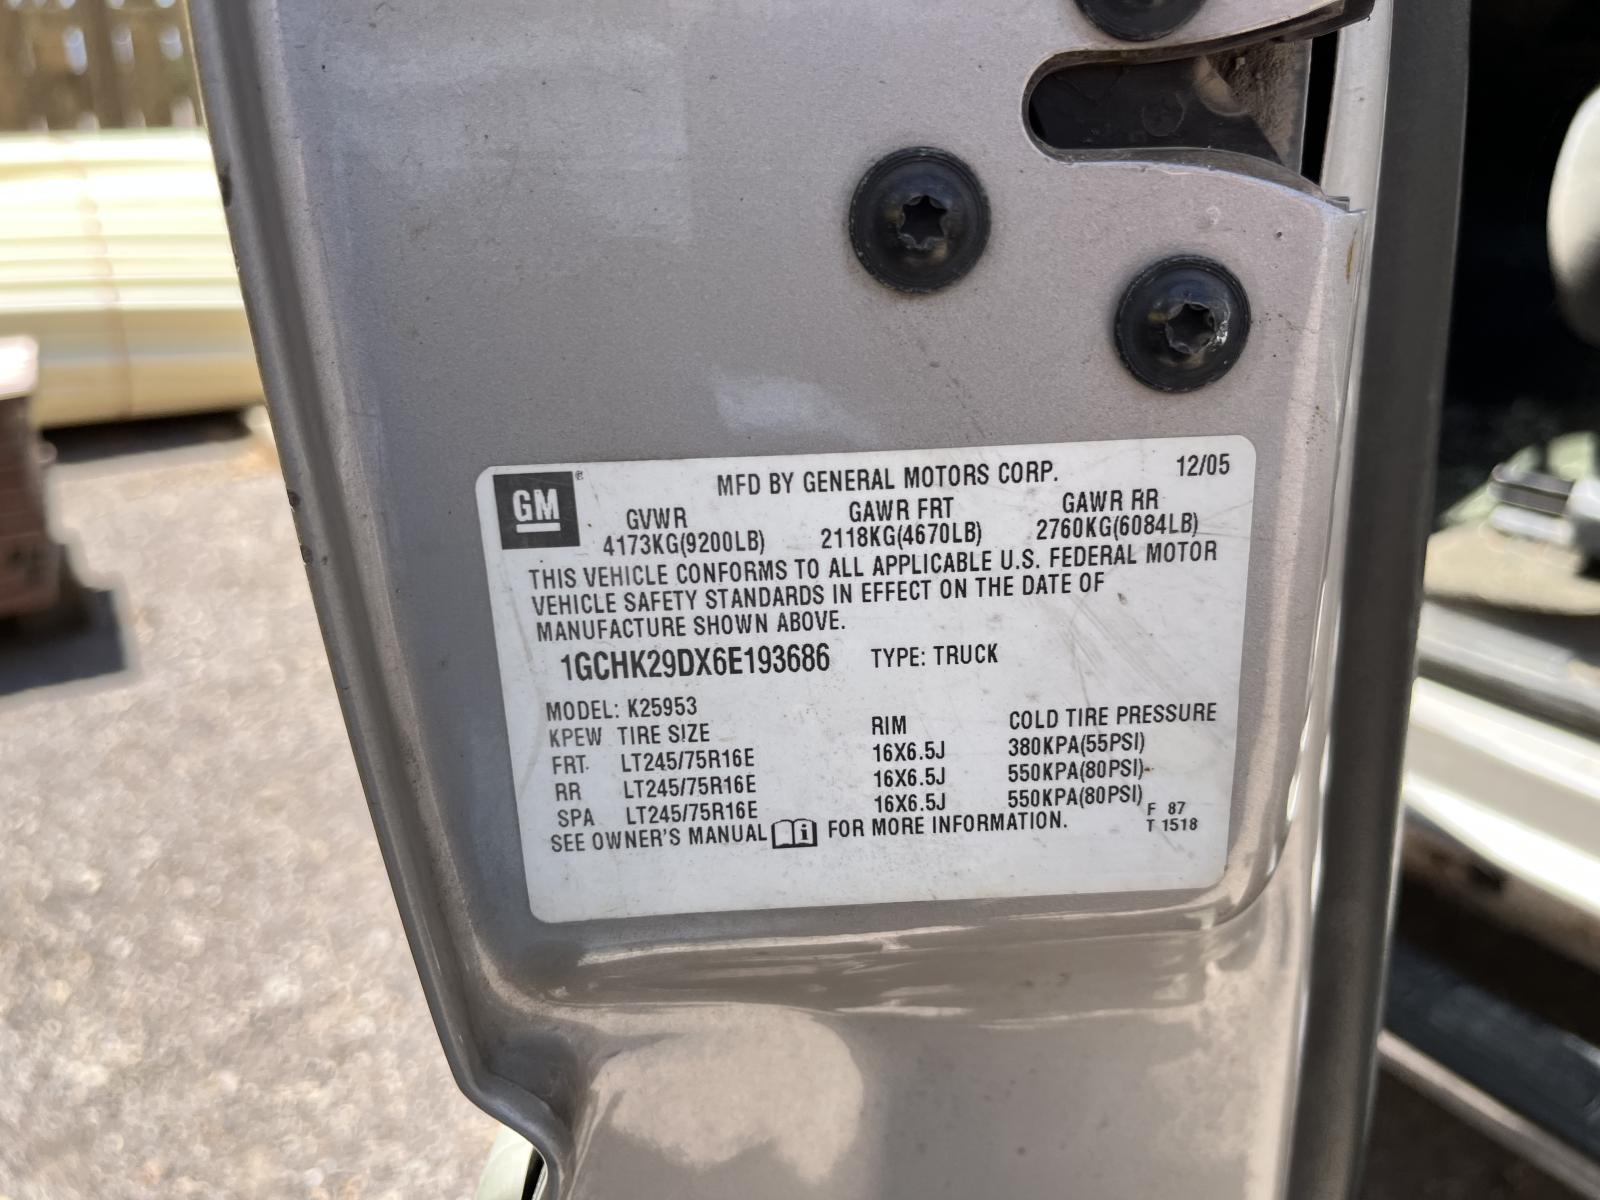 GM ®
MFD BY GENERAL MOTORS CORP. 12/05
GVWR GAWR FRT GAWR RR
4173KG(9200LB) 2118KG(4670LB) 2760KG(6084LB)
THIS VEHICLE CONFORMS TO ALL APPLICABLE U.S. FEDERAL MOTOR
VEHICLE SAFETY STANDARDS IN EFFECT ON THE DATE OF
MANUFACTURE SHOWN ABOVE.
1GCHK29DX6E193686 TYPE: TRUCK
MODEL: K25953
KPEW TIRE SIZE RIM COLD TIRE PRESSURE
FRT LT245/75R16E 16X6.5J 380KPA(55PSI)
RR LT245/75R16E 16X6.5J 550KPA(80PSI)
SPA LT245/75R16E 16X6.5J 550KPA(80PSI)
SEE OWNER'S MANUAL i FOR MORE INFORMATION.
F 87
T 1518